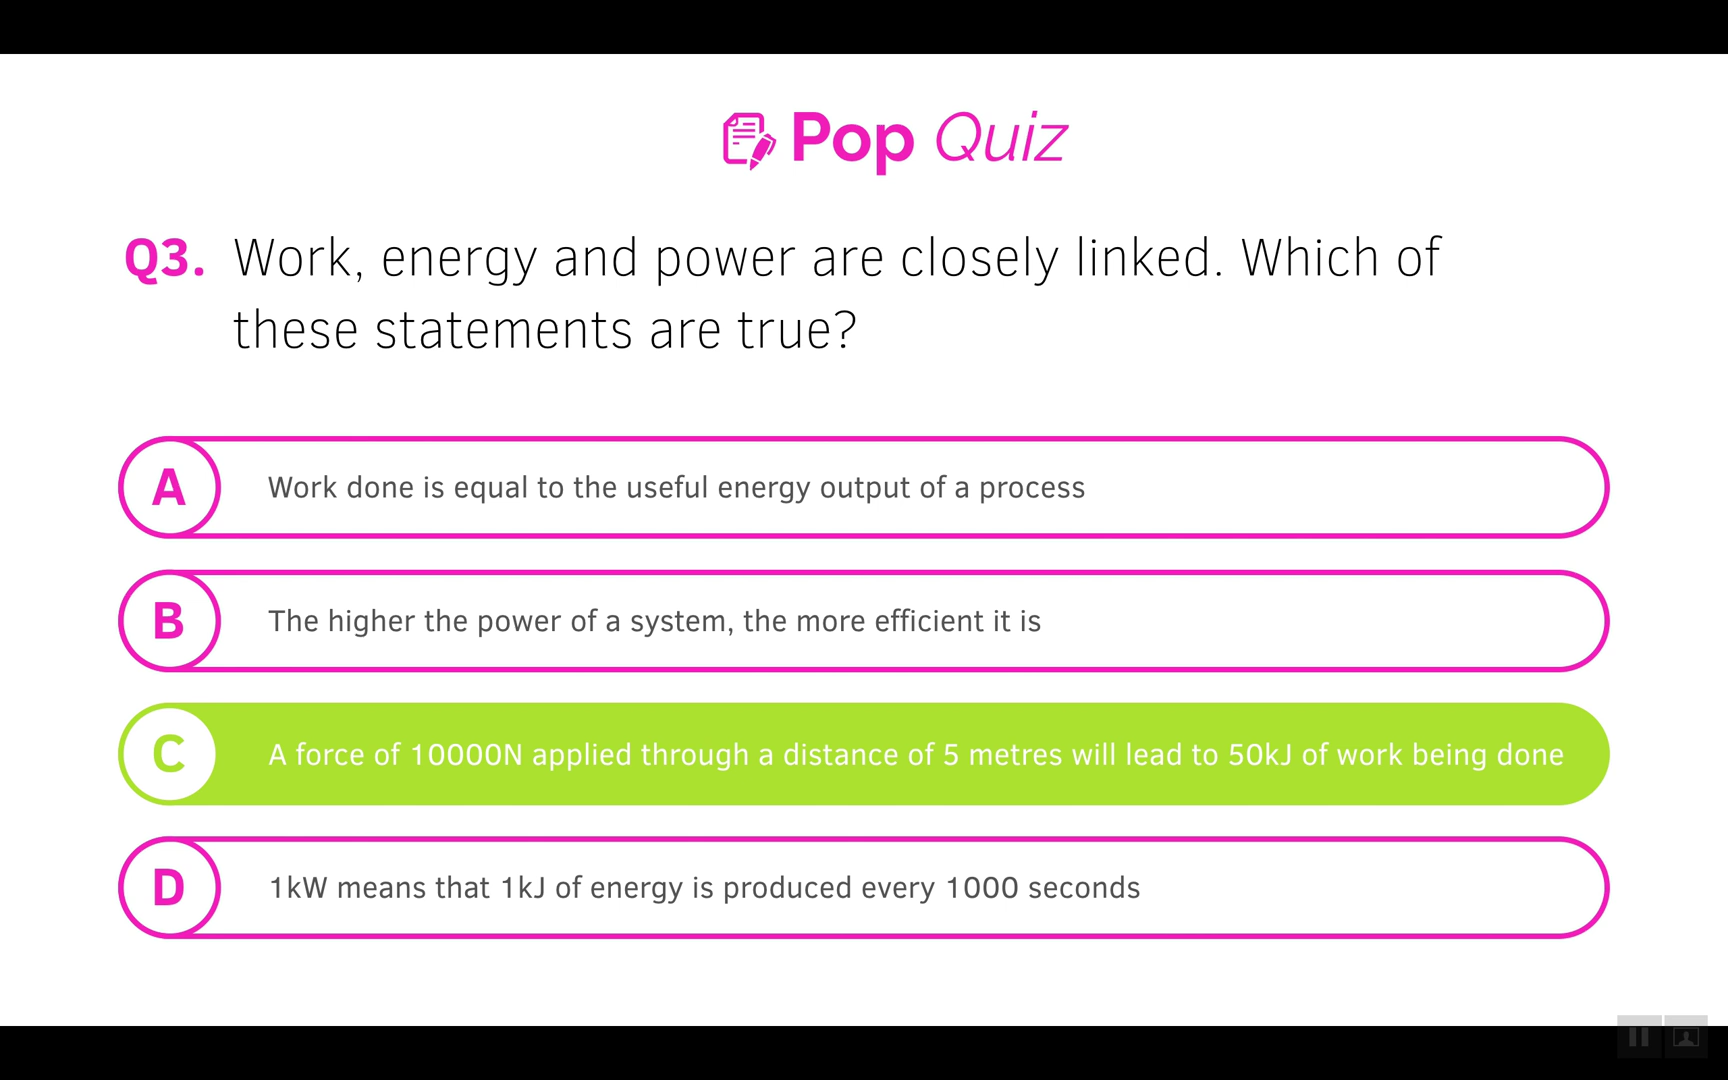 Pop Quiz
Q3. Work, energy and power are closely linked. Which of
these statements are true?
A Work done is equal to the useful energy output of a process
B The higher the power of a system, the more efficient it is
C A force of 10000N applied through a distance of 5 metres will lead to 50kJ of work being done
D 1kW means that 1kJ of energy is produced every 1000 seconds